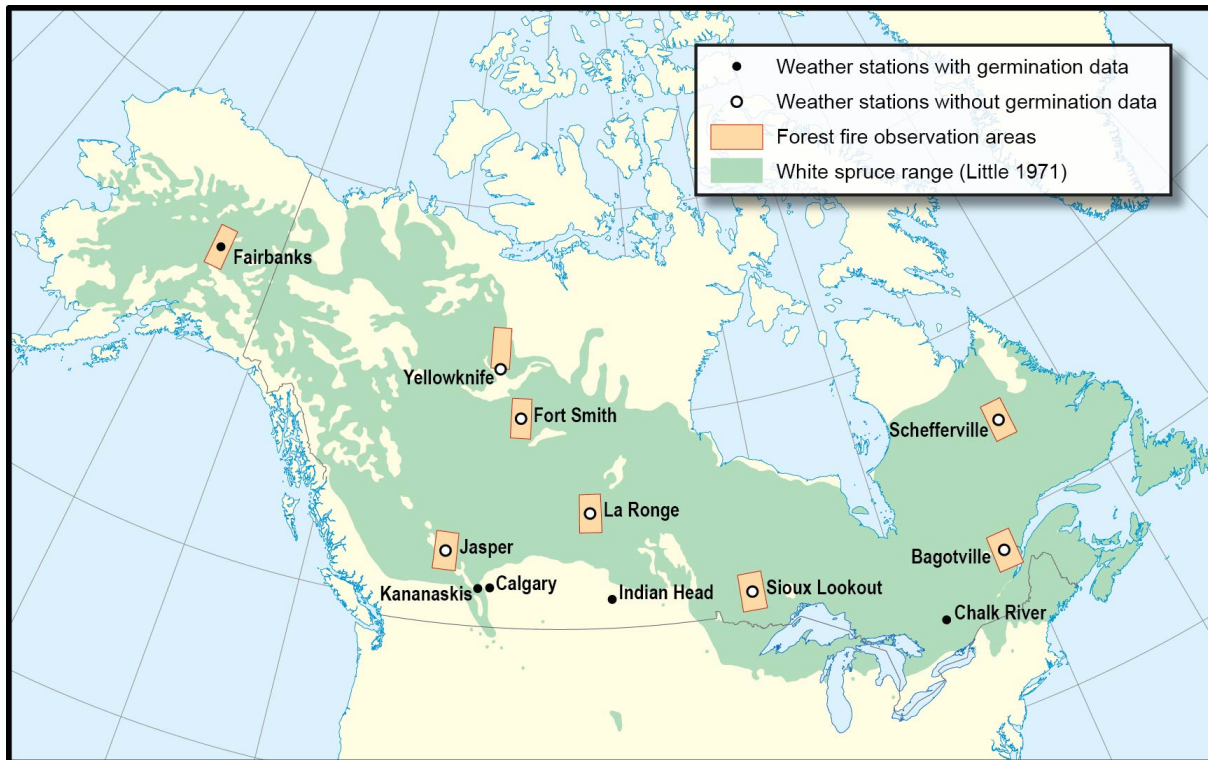 Weather stations with germination data
Weather stations without germination data
Forest fire observation areas
White spruce range (Little 1971)
Fairbanks
Yellowknife
Fort Smith
Schefferville
La Ronge
Jasper
Bagotville
Kananaskis
Calgary
Indian Head
Sioux Lookout
Chalk River